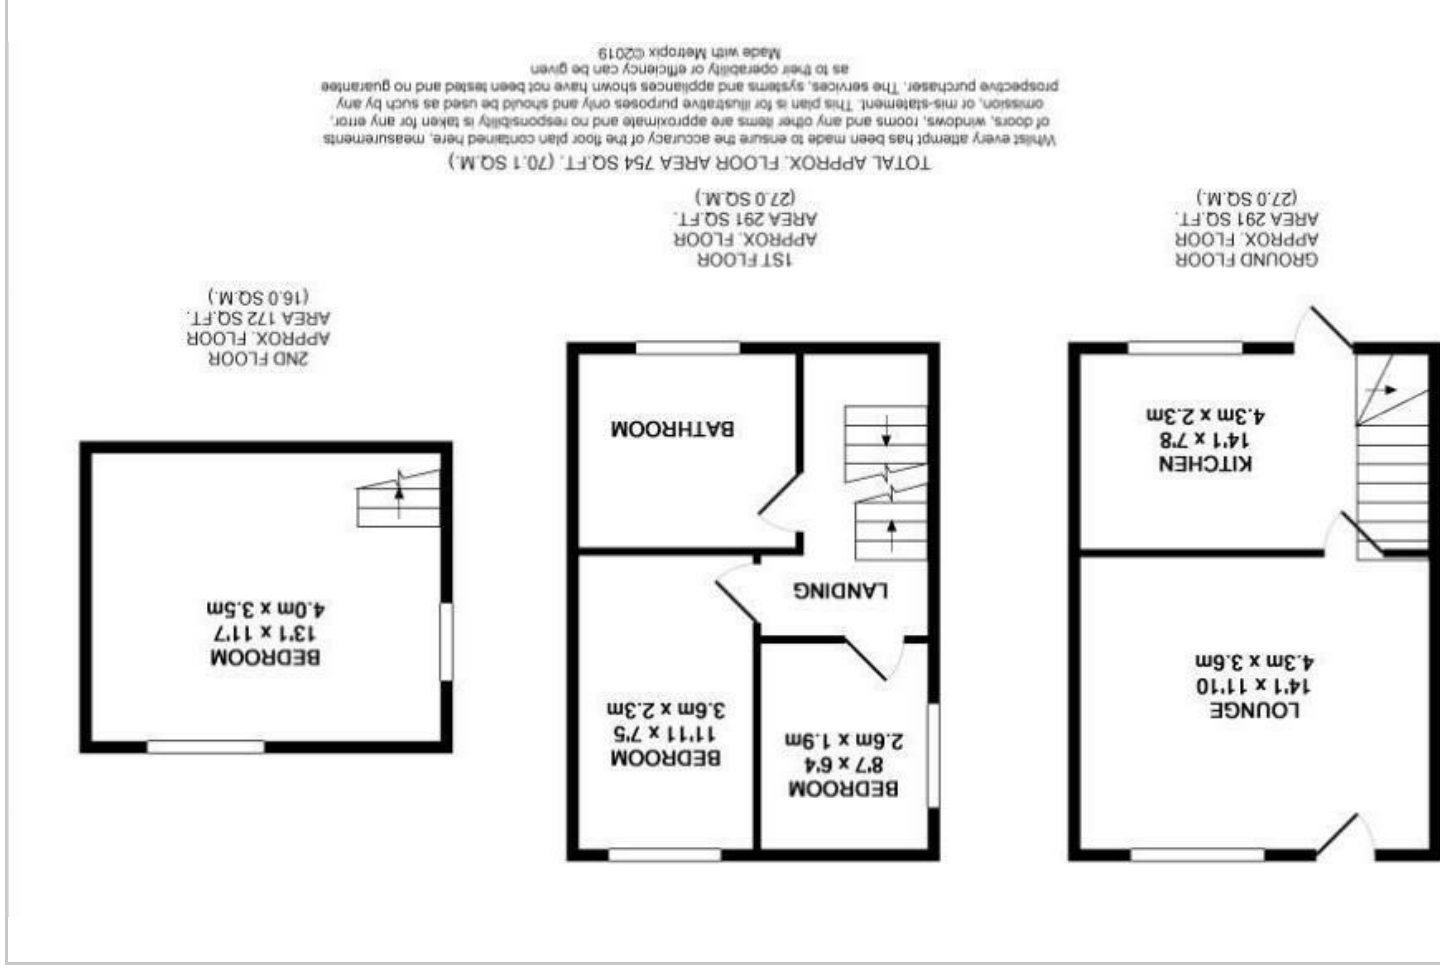 LOUNGE
14'1 x 11'10
4.3m x 3.6m
KITCHEN
14'1 x 7'8
4.3m x 2.3m
GROUND FLOOR
APPROX. FLOOR
AREA 291 SQ.FT.
(27.0 SQ.M.)
BEDROOM
8'7 x 6'4
2.6m x 1.9m
BEDROOM
11'11 x 7'5
3.6m x 2.3m
LANDING
BATHROOM
1ST FLOOR
APPROX. FLOOR
AREA 291 SQ.FT.
(27.0 SQ.M.)
BEDROOM
13'1 x 11'7
4.0m x 3.5m
2ND FLOOR
APPROX. FLOOR
AREA 172 SQ.FT.
(16.0 SQ.M.)
TOTAL APPROX. FLOOR AREA 754 SQ.FT. (70.1 SQ.M.)
Whilst every attempt has been made to ensure the accuracy of the floor plan contained here, measurements
of doors, windows, rooms and any other items are approximate and no responsibility is taken for any error,
omission, or mis-statement. This plan is for illustrative purposes only and should be used as such by any
prospective purchaser. The services, systems and appliances shown have not been tested and no guarantee
as to their operability or efficiency can be given
Made with Metropix ©2019